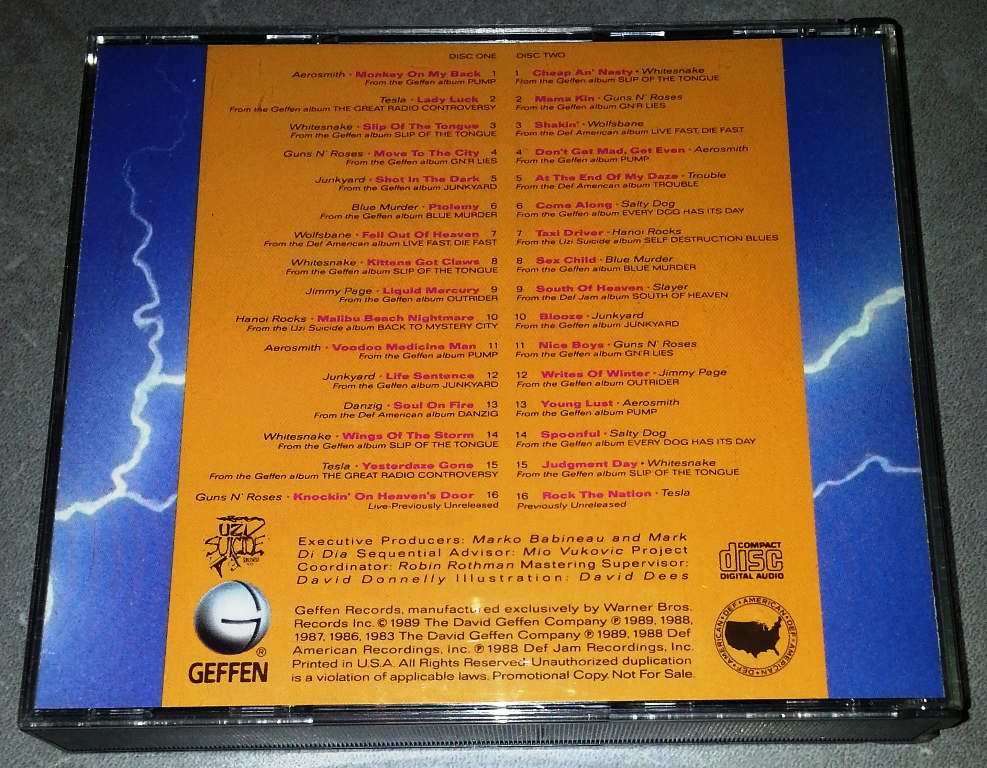 DISC ONE
Aerosmith · Monkey On My Back 1
From the Geffen album PUMP
Tesla · Lady Luck 2
From the Geffen album THE GREAT RADIO CONTROVERSY
Whitesnake · Slip Of The Tongue 3
From the Geffen album SLIP OF THE TONGUE
Guns N' Roses · Move To The City 4
From the Geffen album GN'R LIES
Junkyard · Shot In The Dark 5
From the Geffen album JUNKYARD
Blue Murder · Ptolemy 6
From the Geffen album BLUE MURDER
Wolfsbane · Fell Out Of Heaven 7
From the Def American album LIVE FAST, DIE FAST
Whitesnake · Kittens Got Claws 8
From the Geffen album SLIP OF THE TONGUE
Jimmy Page · Liquid Mercury 9
From the Geffen album OUTRIDER
Hanoi Rocks · Malibu Beach Nightmare 10
From the Uzi Suicide album BACK TO MYSTERY CITY
Aerosmith · Voodoo Medicine Man 11
From the Geffen album PUMP
Junkyard · Life Sentence 12
From the Geffen album JUNKYARD
Danzig · Soul On Fire 13
From the Def American album DANZIG
Whitesnake · Wings Of The Storm 14
From the Geffen album SLIP OF THE TONGUE
Tesla · Yesterdaze Gone 15
From the Geffen album THE GREAT RADIO CONTROVERSY
Guns N' Roses · Knockin' On Heaven's Door 16
Live-Previously Unreleased
DISC TWO
1 Cheap An' Nasty · Whitesnake
From the Geffen album SLIP OF THE TONGUE
2 Mama Kin · Guns N' Roses
From the Geffen album GN'R LIES
3 Shakin' · Wolfsbane
From the Def American album LIVE FAST, DIE FAST
4 Don't Get Mad, Get Even · Aerosmith
From the Geffen album PUMP
5 At The End Of My Daze · Trouble
From the Def American album TROUBLE
6 Come Along · Salty Dog
From the Geffen album EVERY DOG HAS ITS DAY
7 Taxi Driver · Hanoi Rocks
From the Uzi Suicide album SELF DESTRUCTION BLUES
8 Sex Child · Blue Murder
From the Geffen album BLUE MURDER
9 South Of Heaven · Slayer
From the Def Jam album SOUTH OF HEAVEN
10 Blooze · Junkyard
From the Geffen album JUNKYARD
11 Nice Boys · Guns N' Roses
From the Geffen album GN'R LIES
12 Writes Of Winter · Jimmy Page
From the Geffen album OUTRIDER
13 Young Lust · Aerosmith
From the Geffen album PUMP
14 Spoonful · Salty Dog
From the Geffen album EVERY DOG HAS ITS DAY
15 Judgment Day · Whitesnake
From the Geffen album SLIP OF THE TONGUE
16 Rock The Nation · Tesla
Previously Unreleased
UZI
SUICIDE
Executive Producers: Marko Babineau and Mark
Di Dia Sequential Advisor: Mio Vukovic Project
Coordinator: Robin Rothman Mastering Supervisor:
David Donnelly Illustration: David Dees
COMPACT
disc
DIGITAL AUDIO
G
®
GEFFEN
Geffen Records, manufactured exclusively by Warner Bros.
Records Inc. © 1989 The David Geffen Company ℗ 1989, 1988,
1987, 1986, 1983 The David Geffen Company ℗ 1989, 1988 Def
American Recordings, Inc. ℗ 1988 Def Jam Recordings, Inc.
Printed in U.S.A. All Rights Reserved. Unauthorized duplication
is a violation of applicable laws. Promotional Copy. Not For Sale.
DEF·AMERICAN·DEF·AMERICAN·DEF·AMERICAN·